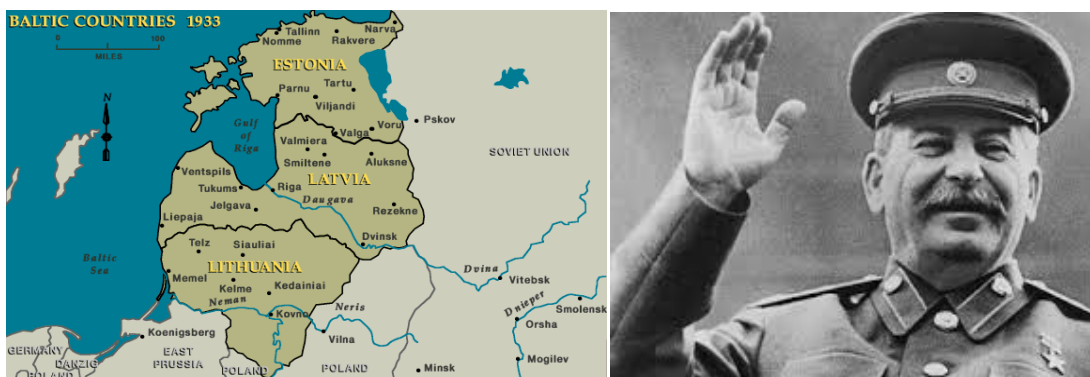 BALTIC COUNTRIES 1933
0 100
MILES
N
Tallinn
Nomme
Narva
Rakvere
ESTONIA
Parnu
Tartu
Viljandi
Gulf
of
Riga
Voru
Pskov
Valga
Valmiera
Smiltene
Aluksne
SOVIET UNION
Ventspils
Tukums
Riga
LATVIA
Daugava
Jelgava
Rezekne
Liepaja
Dvinsk
Telz
Siauliai
Baltic
Sea
LITHUANIA
Memel
Kelme
Kedainiai
Neman
Neris
Kovno
Dvina
Vitebsk
Dnieper
Smolensk
Orsha
Koenigsberg
Vilna
GERMANY
DANZIG
POLAND
EAST
PRUSSIA
POLAND
POLAND
Minsk
Mogilev